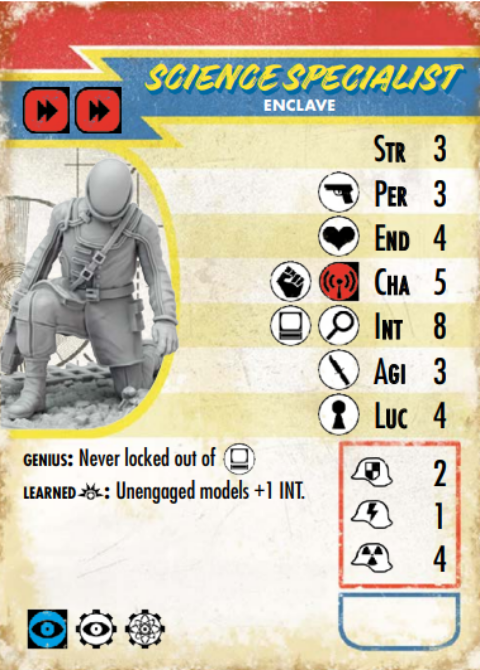 SCIENCE SPECIALIST
ENCLAVE
STR 3
PER 3
END 4
CHA 5
INT 8
AGI 3
LUC 4
GENIUS: Never locked out of
LEARNED: Unengaged models +1 INT.
2
1
4